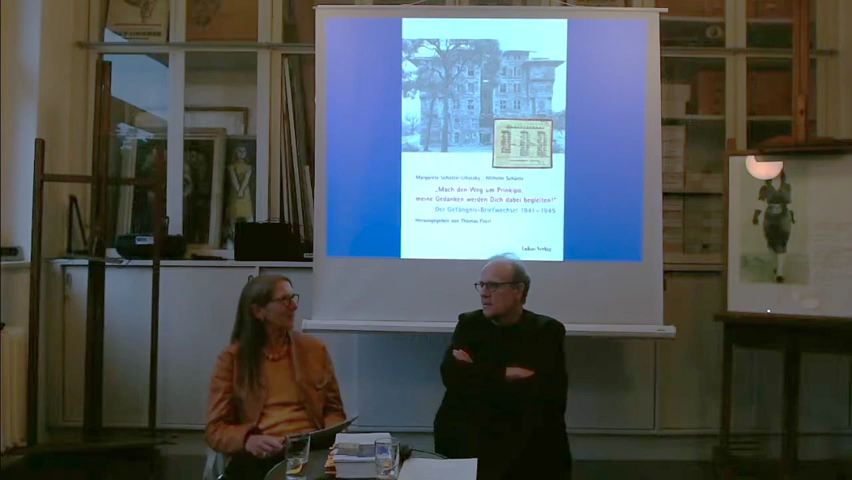 Margarete Schütte-Lihotzky | Wilhelm Schütte
„Mach den Weg um Prinkipo,
meine Gedanken werden Dich dabei begleiten!"
Der Gefängnis-Briefwechsel 1941–1945
Herausgegeben von Thomas Flierl
Lukas Verlag